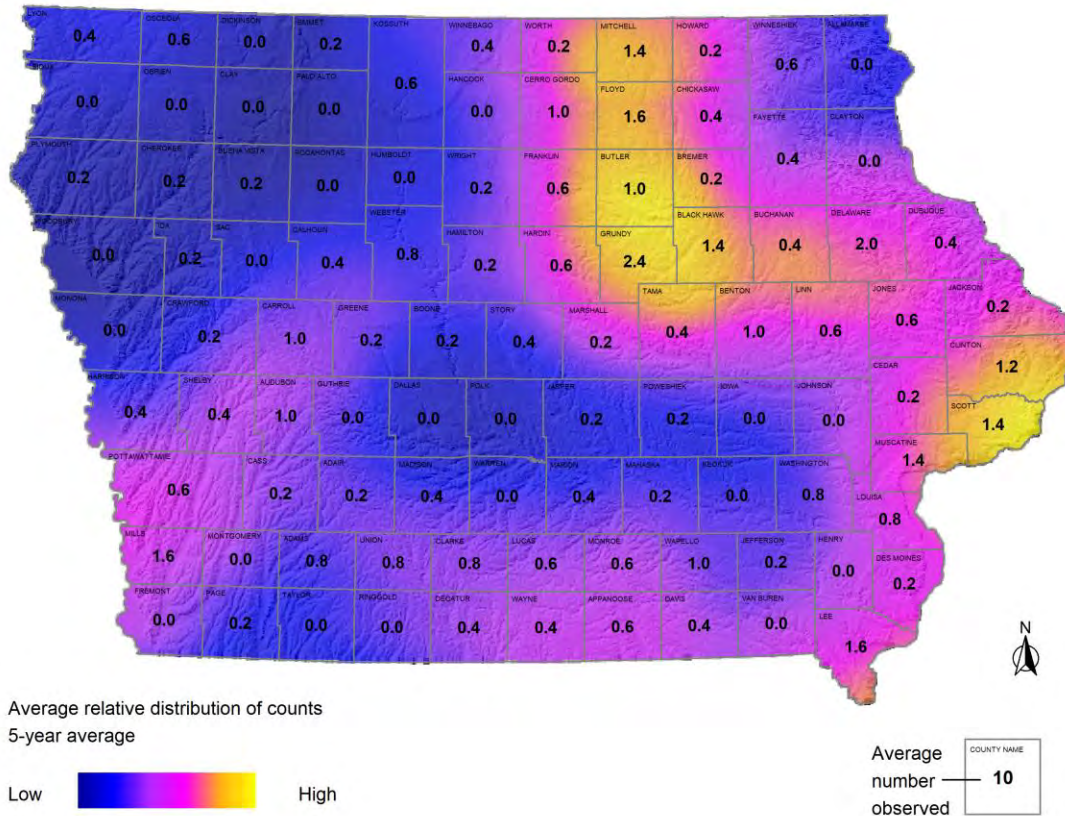 LYON OSCEOLA DICKINSON EMMET KOSSUTH WINNEBAGO WORTH MITCHELL HOWARD WINNESHIEK ALLAMAKEE
0.4 0.6 0.0 0.2 0.6 0.4 0.2 1.4 0.2 0.6 0.0
SIOUX OBRIEN CLAY PALO ALTO HANCOCK CERRO GORDO FLOYD CHICKASAW
0.0 0.0 0.0 0.0 0.0 1.0 1.6 0.4
FAYETTE CLAYTON
0.4 0.0
PLYMOUTH CHEROKEE BUENA VISTA POCAHONTAS HUMBOLDT WRIGHT FRANKLIN BUTLER BREMER
0.2 0.2 0.2 0.0 0.0 0.2 0.6 1.0 0.2
WOODBURY IDA SAC CALHOUN WEBSTER HAMILTON HARDIN GRUNDY BLACK HAWK BUCHANAN DELAWARE DUBUQUE
0.0 0.2 0.0 0.4 0.8 0.2 0.6 2.4 1.4 0.4 2.0 0.4
MONONA CRAWFORD CARROLL GREENE BOONE STORY MARSHALL TAMA BENTON LINN JONES JACKSON
0.0 0.2 1.0 0.2 0.2 0.4 0.2 0.4 1.0 0.6 0.6 0.2
CLINTON
1.2
HARRISON SHELBY AUDUBON GUTHRIE DALLAS POLK JASPER POWESHIEK IOWA JOHNSON CEDAR SCOTT
0.4 0.4 1.0 0.0 0.0 0.0 0.2 0.2 0.0 0.0 0.2 1.4
MUSCATINE
1.4
POTTAWATTAMIE CASS ADAIR MADISON WARREN MARION MAHASKA KEOKUK WASHINGTON LOUISA
0.6 0.2 0.2 0.4 0.0 0.4 0.2 0.0 0.8 0.8
MILLS MONTGOMERY ADAMS UNION CLARKE LUCAS MONROE WAPELLO JEFFERSON HENRY DES MOINES
1.6 0.0 0.8 0.8 0.8 0.6 0.6 1.0 0.2 0.0 0.2
FREMONT PAGE TAYLOR RINGGOLD DECATUR WAYNE APPANOOSE DAVIS VAN BUREN LEE
0.0 0.2 0.0 0.0 0.4 0.4 0.6 0.4 0.0 1.6
N
Average relative distribution of counts
5-year average
Low High
Average
number
observed
COUNTY NAME
10